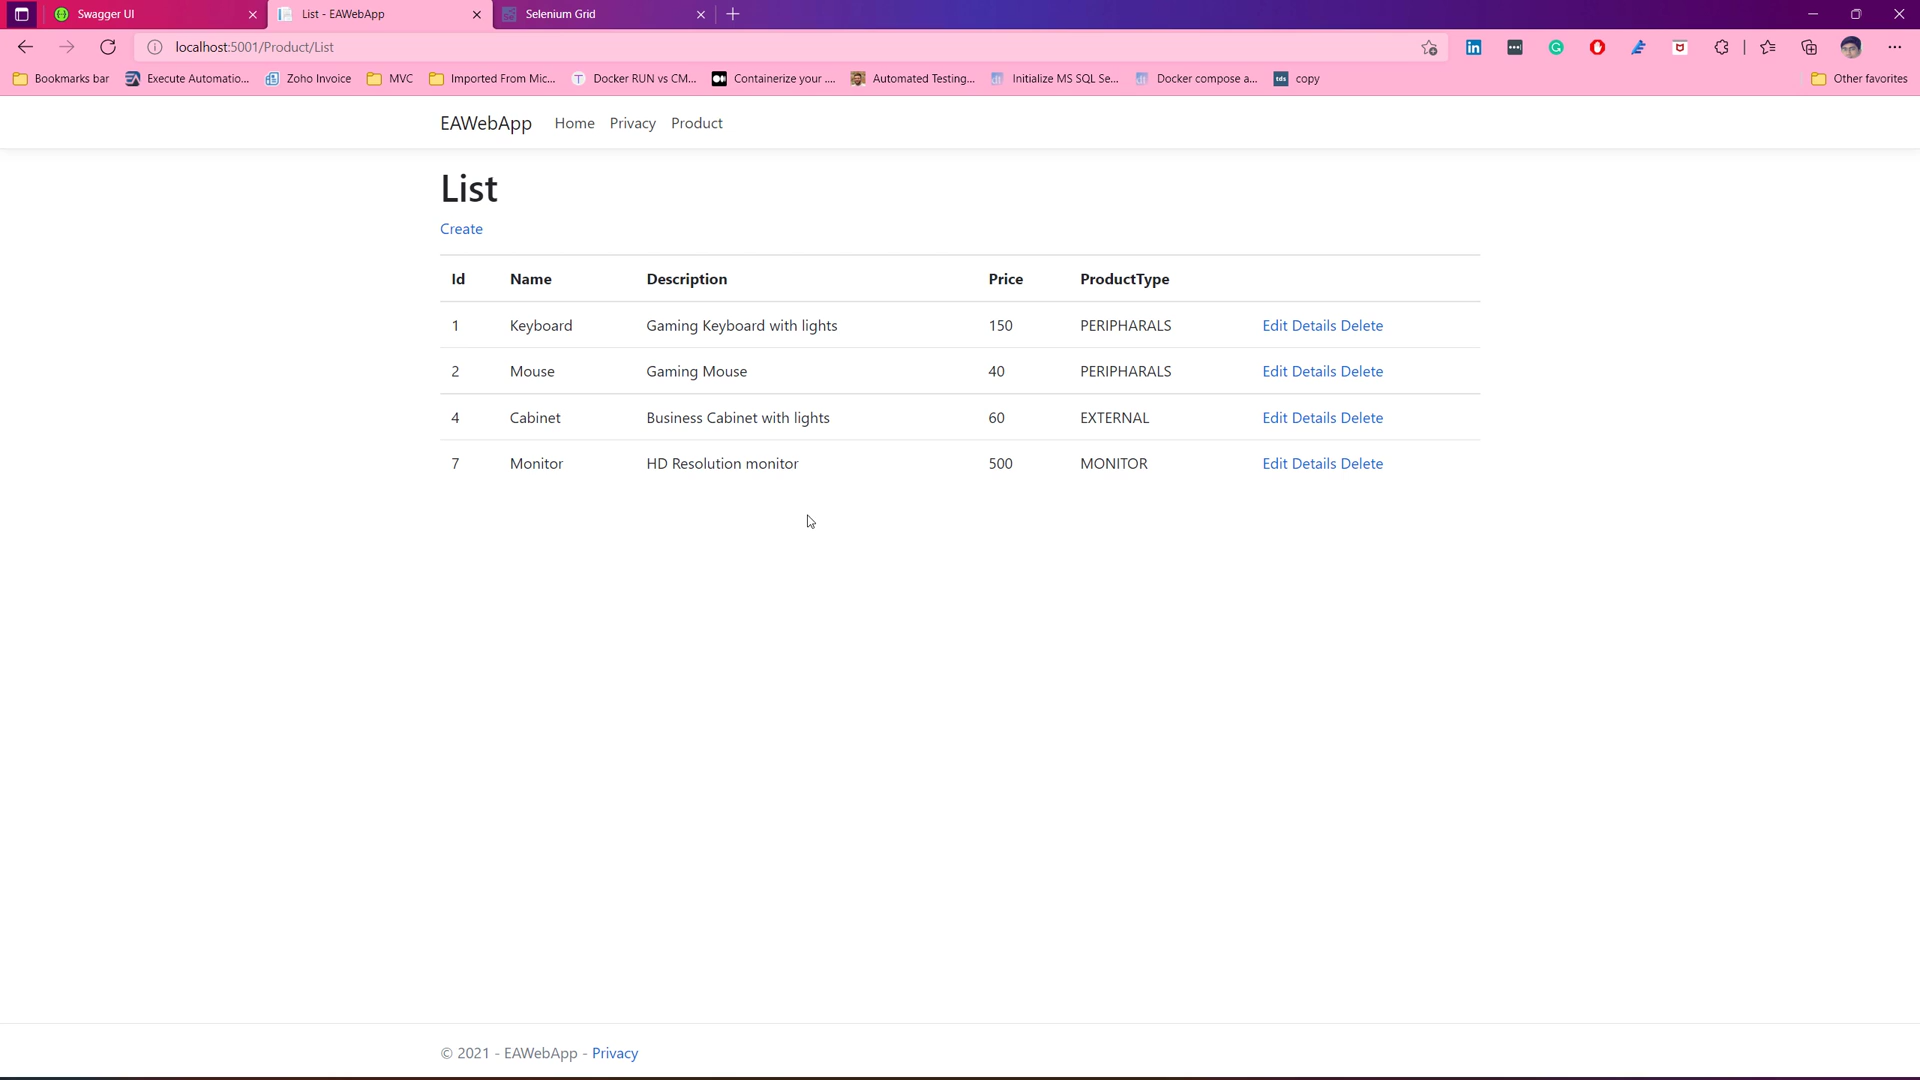 Swagger UI
List - EAWebApp
Selenium Grid
localhost:5001/Product/List
Bookmarks bar
Execute Automatio...
Zoho Invoice
MVC
Imported From Mic...
Docker RUN vs CM...
Containerize your ....
Automated Testing...
Initialize MS SQL Se...
Docker compose a...
tds copy
Other favorites
EAWebApp Home Privacy Product
List
Create
Id Name Description Price ProductType
1 Keyboard Gaming Keyboard with lights 150 PERIPHARALS Edit Details Delete
2 Mouse Gaming Mouse 40 PERIPHARALS Edit Details Delete
4 Cabinet Business Cabinet with lights 60 EXTERNAL Edit Details Delete
7 Monitor HD Resolution monitor 500 MONITOR Edit Details Delete
© 2021 - EAWebApp - Privacy